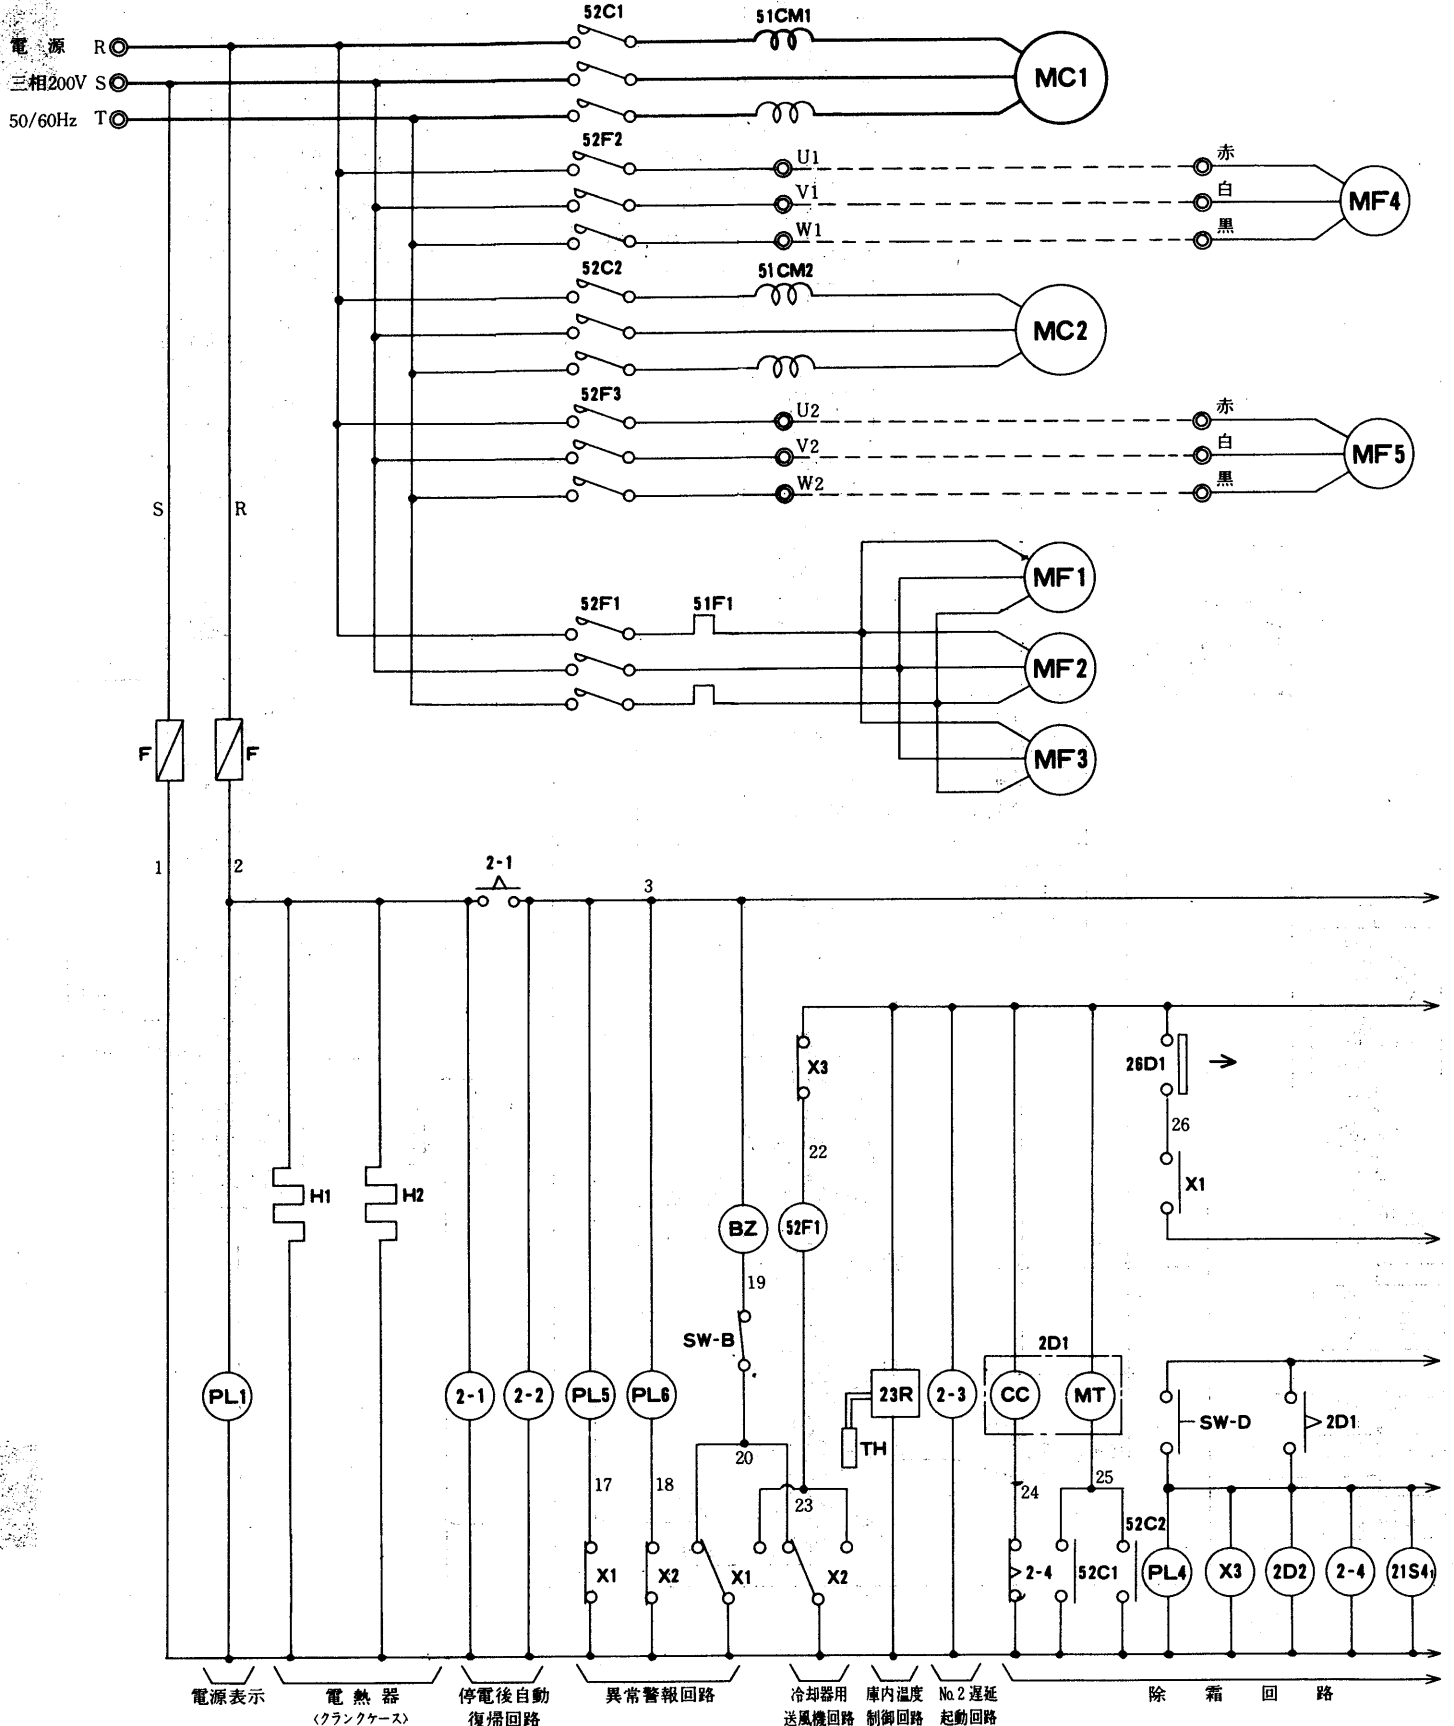 52C1
51CM1
電源 R
三相200V S
50/60Hz T
MC1
52F2
U1
V1
W1
赤
白
黒
MF4
52C2
51CM2
MC2
52F3
U2
V2
W2
赤
白
黒
MF5
S
R
52F1
51F1
MF1
MF2
MF3
F
F
1
2
2-1
3
X3
26D1
22
26
X1
H1
H2
BZ
52F1
19
SW-B
2D1
PL1
2-1
2-2
PL5
PL6
23R
2-3
CC
MT
SW-D
2D1
TH
20
17
18
23
24
25
52C2
X1
X2
X1
X2
2-4
52C1
PL4
X3
2D2
2-4
21S4₁
電源表示
電熱器
〈クランクケース〉
停電後自動
復帰回路
異常警報回路
冷却器用
送風機回路
庫内温度
制御回路
No.2遅延
起動回路
除霜回路